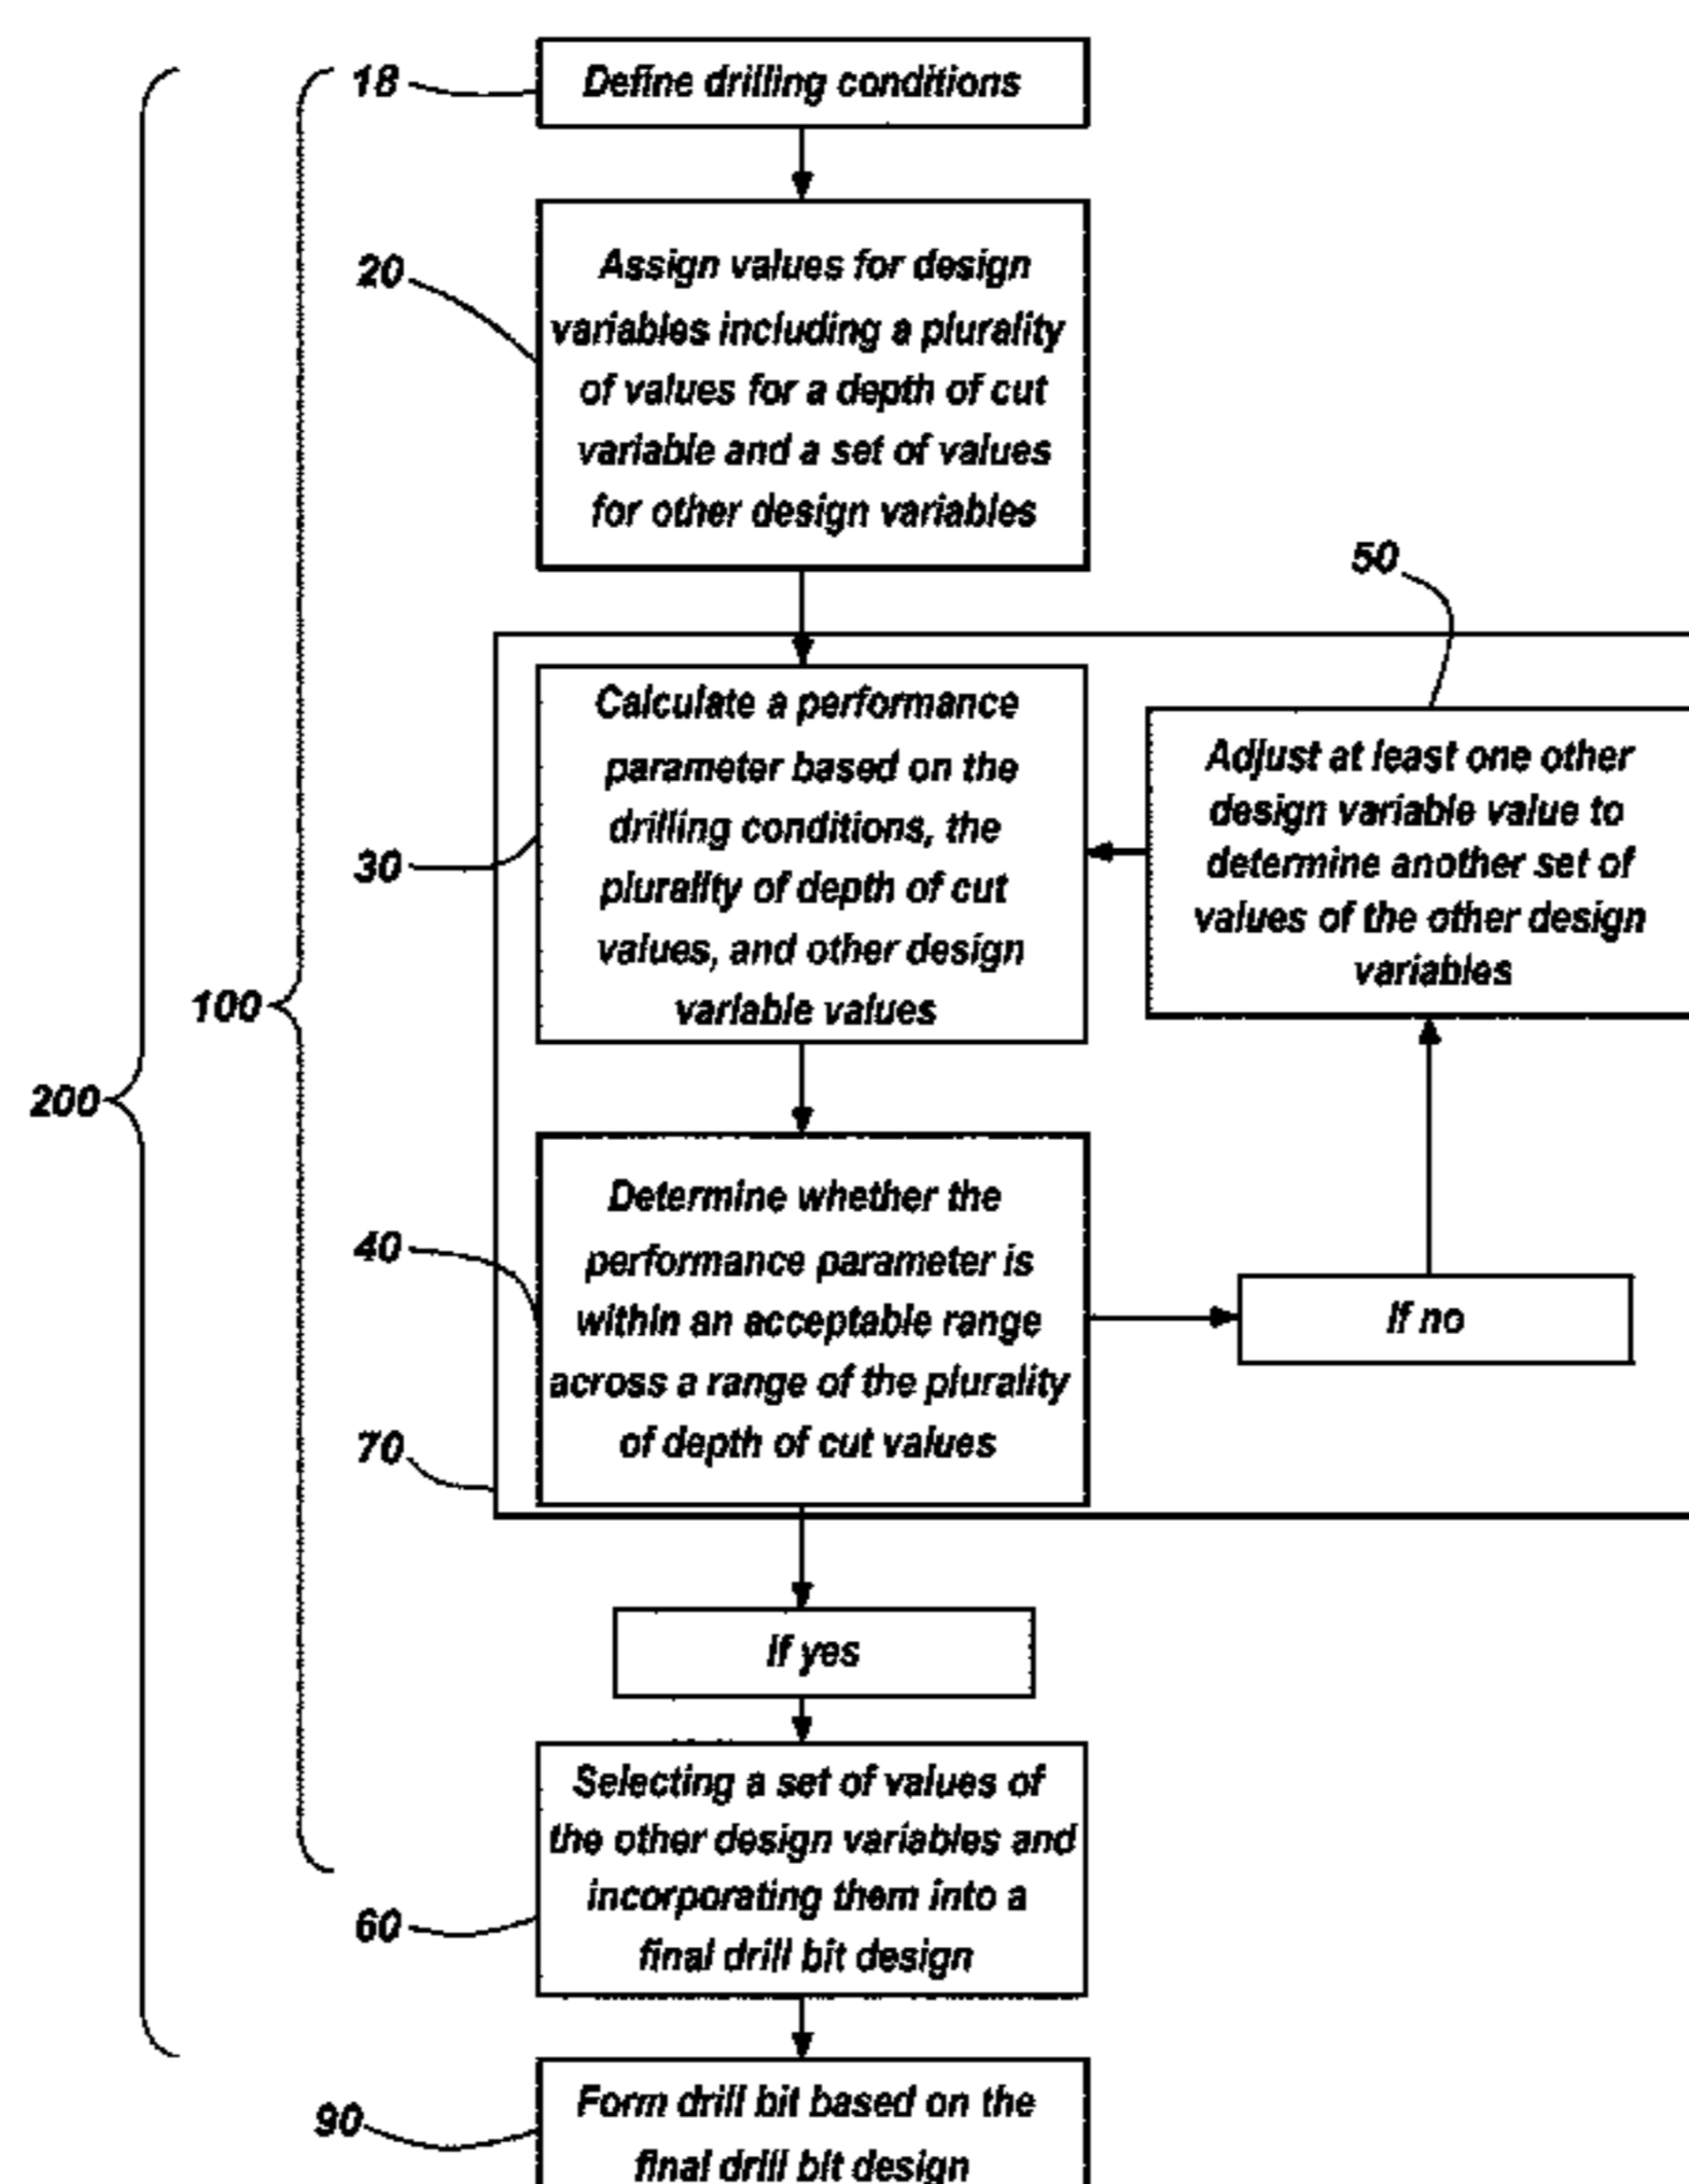 18
Define drilling conditions
20
Assign values for design
variables including a plurality
of values for a depth of cut
variable and a set of values
for other design variables
50
30
Calculate a performance
parameter based on the
drilling conditions, the
plurality of depth of cut
values, and other design
variable values
Adjust at least one other
design variable value to
determine another set of
values of the other design
variables
100
200
40
Determine whether the
performance parameter is
within an acceptable range
across a range of the plurality
of depth of cut values
If no
70
If yes
60
Selecting a set of values of
the other design variables and
incorporating them into a
final drill bit design
90
Form drill bit based on the
final drill bit design